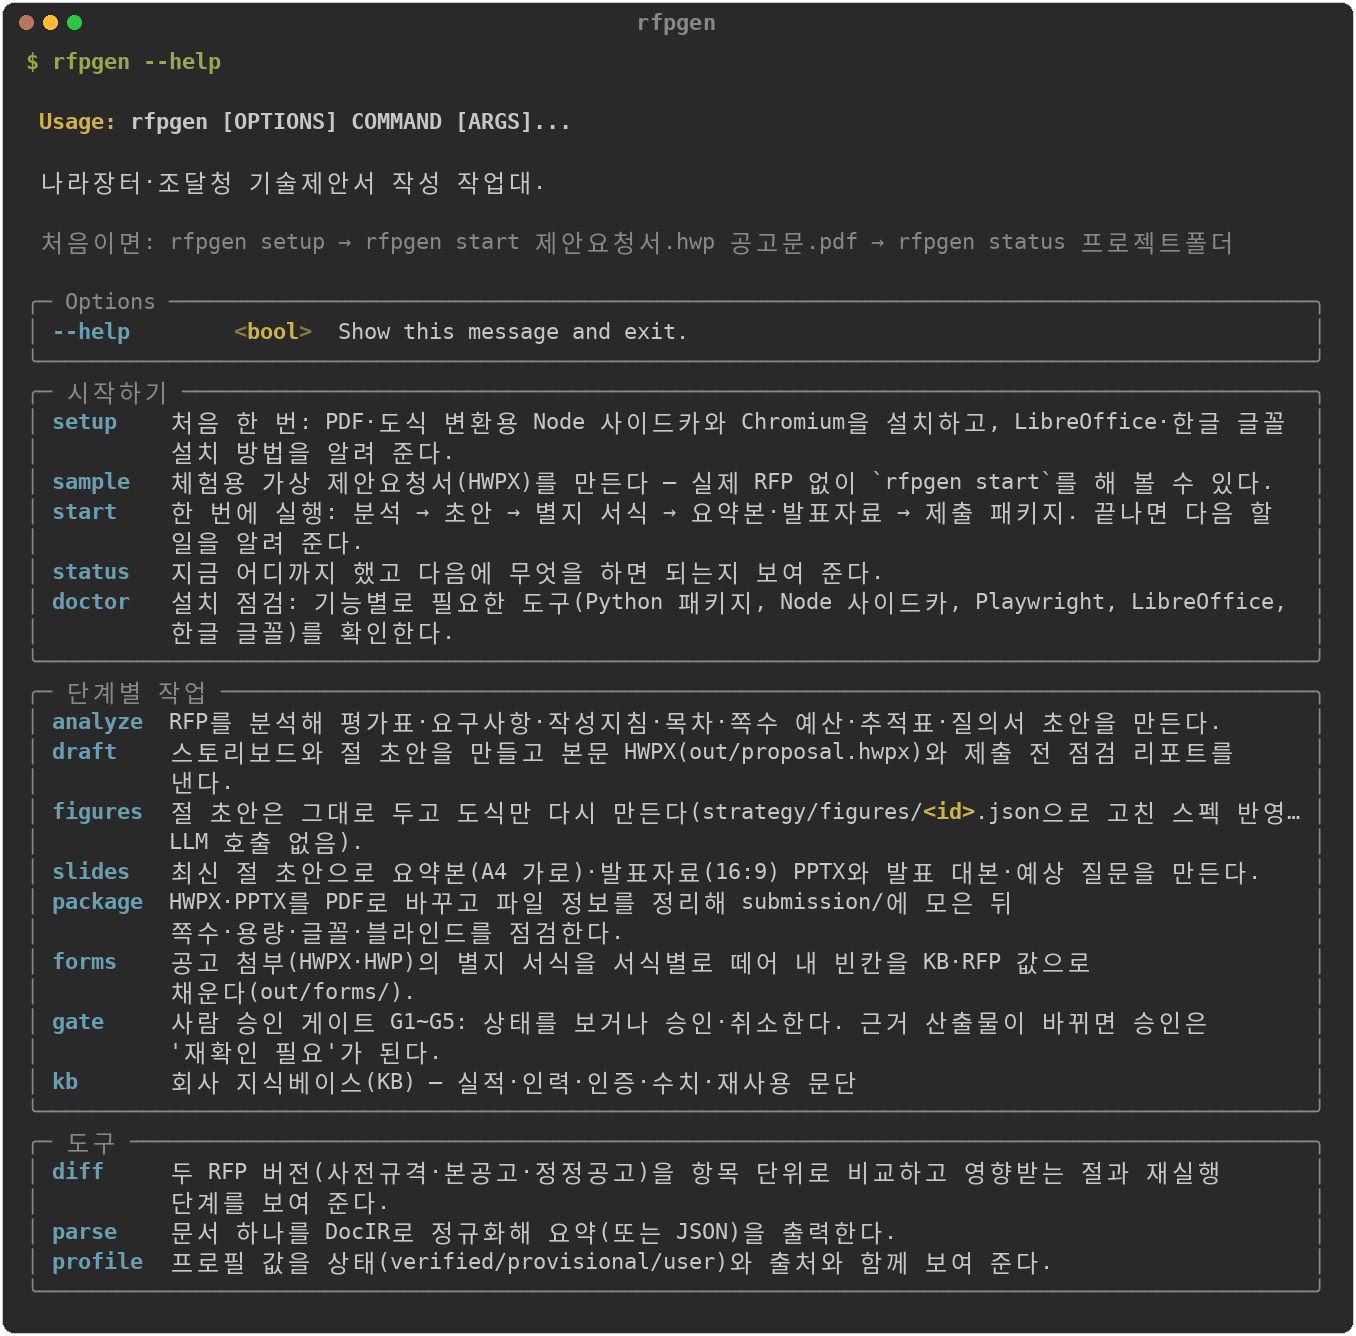 rfpgen
$ rfpgen --help
Usage: rfpgen [OPTIONS] COMMAND [ARGS]...
나라장터·조달청 기술제안서 작성 작업대.
처음이면: rfpgen setup → rfpgen start 제안요청서.hwp 공고문.pdf → rfpgen status 프로젝트폴더
Options
--help <bool> Show this message and exit.
시작하기
setup 처음 한 번: PDF·도식 변환용 Node 사이드카와 Chromium을 설치하고, LibreOffice·한글 글꼴
설치 방법을 알려 준다.
sample 체험용 가상 제안요청서(HWPX)를 만든다 — 실제 RFP 없이 `rfpgen start`를 해 볼 수 있다.
start 한 번에 실행: 분석 → 초안 → 별지 서식 → 요약본·발표자료 → 제출 패키지. 끝나면 다음 할
일을 알려 준다.
status 지금 어디까지 했고 다음에 무엇을 하면 되는지 보여 준다.
doctor 설치 점검: 기능별로 필요한 도구(Python 패키지, Node 사이드카, Playwright, LibreOffice,
한글 글꼴)를 확인한다.
단계별 작업
analyze RFP를 분석해 평가표·요구사항·작성지침·목차·쪽수 예산·추적표·질의서 초안을 만든다.
draft 스토리보드와 절 초안을 만들고 본문 HWPX(out/proposal.hwpx)와 제출 전 점검 리포트를
낸다.
figures 절 초안은 그대로 두고 도식만 다시 만든다(strategy/figures/<id>.json으로 고친 스펙 반영…
LLM 호출 없음).
slides 최신 절 초안으로 요약본(A4 가로)·발표자료(16:9) PPTX와 발표 대본·예상 질문을 만든다.
package HWPX·PPTX를 PDF로 바꾸고 파일 정보를 정리해 submission/에 모은 뒤
쪽수·용량·글꼴·블라인드를 점검한다.
forms 공고 첨부(HWPX·HWP)의 별지 서식을 서식별로 떼어 내 빈칸을 KB·RFP 값으로
채운다(out/forms/).
gate 사람 승인 게이트 G1~G5: 상태를 보거나 승인·취소한다. 근거 산출물이 바뀌면 승인은
'재확인 필요'가 된다.
kb 회사 지식베이스(KB) — 실적·인력·인증·수치·재사용 문단
도구
diff 두 RFP 버전(사전규격·본공고·정정공고)을 항목 단위로 비교하고 영향받는 절과 재실행
단계를 보여 준다.
parse 문서 하나를 DocIR로 정규화해 요약(또는 JSON)을 출력한다.
profile 프로필 값을 상태(verified/provisional/user)와 출처와 함께 보여 준다.